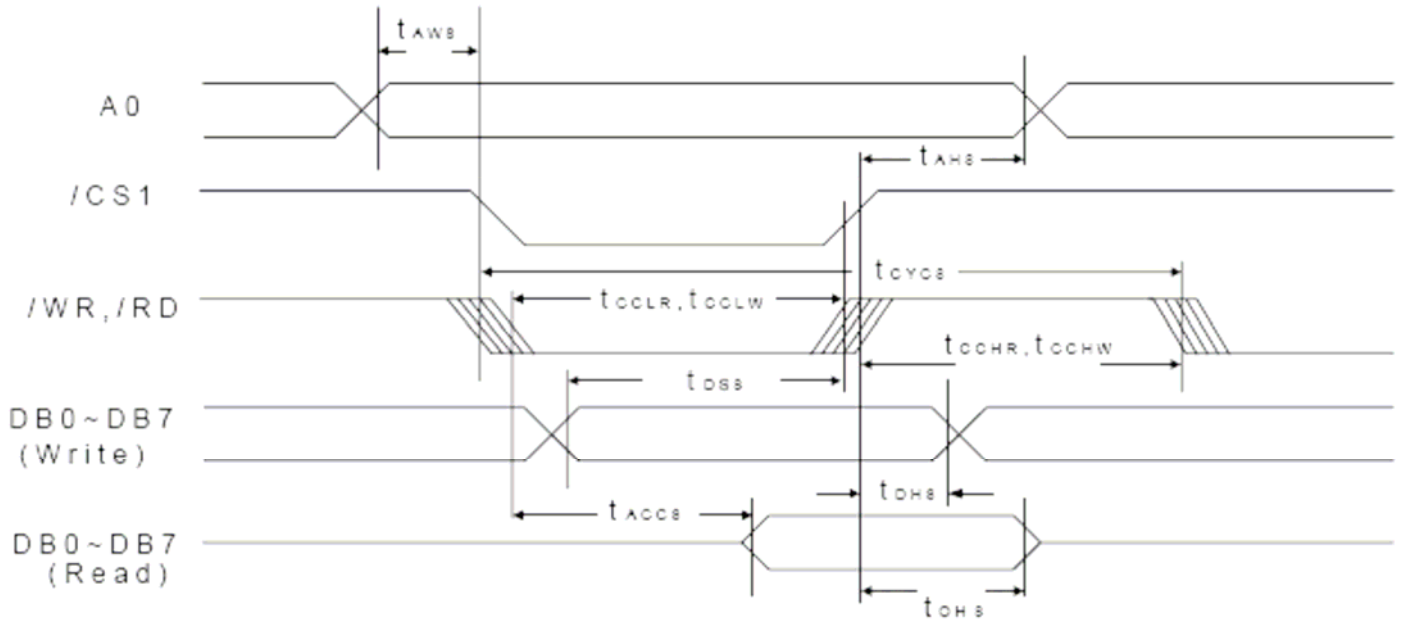 tAW8
A0
tAH8
/CS1
tCYC8
/WR,/RD
tCCLR,tCCLW
tCCHR,tCCHW
tDS8
DB0~DB7
(Write)
tDH8
tACC8
DB0~DB7
(Read)
tOH8